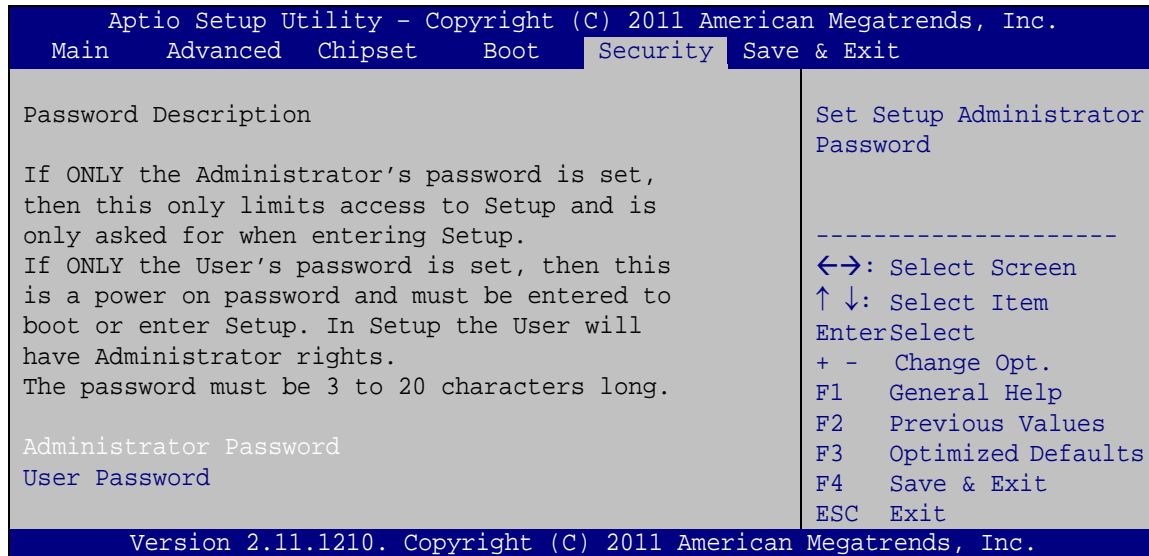 Aptio Setup Utility – Copyright (C) 2011 American Megatrends, Inc.
Main Advanced Chipset Boot Security Save & Exit
Password Description
If ONLY the Administrator’s password is set,
then this only limits access to Setup and is
only asked for when entering Setup.
If ONLY the User’s password is set, then this
is a power on password and must be entered to
boot or enter Setup. In Setup the User will
have Administrator rights.
The password must be 3 to 20 characters long.
Administrator Password
User Password
Set Setup Administrator
Password
---------------------
←→: Select Screen
↑ ↓: Select Item
EnterSelect
+ - Change Opt.
F1 General Help
F2 Previous Values
F3 Optimized Defaults
F4 Save & Exit
ESC Exit
Version 2.11.1210. Copyright (C) 2011 American Megatrends, Inc.